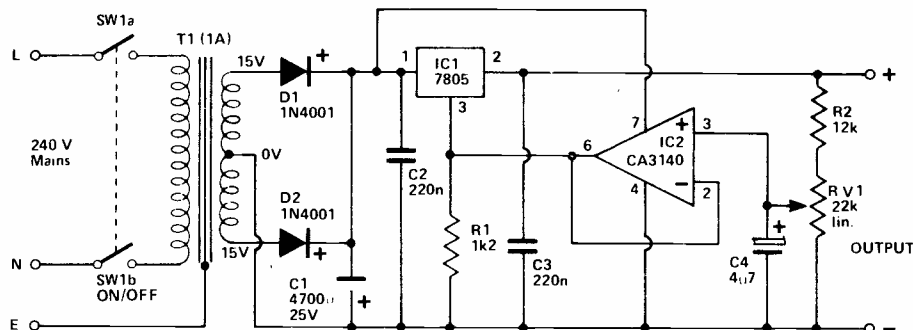 SW1a
L
T1 (1A)
15V
D1
1N4001
+
1
IC1
7805
2
3
+
240 V
Mains
0V
D2
1N4001
+
15V
C2
220n
R1
1k2
C3
220n
6
7
+
3
IC2
CA3140
4
−
2
R2
12k
RV1
22k
lin.
+
C4
4µ7
OUTPUT
N
SW1b
ON/OFF
C1
4700µ
25V
+
E
−